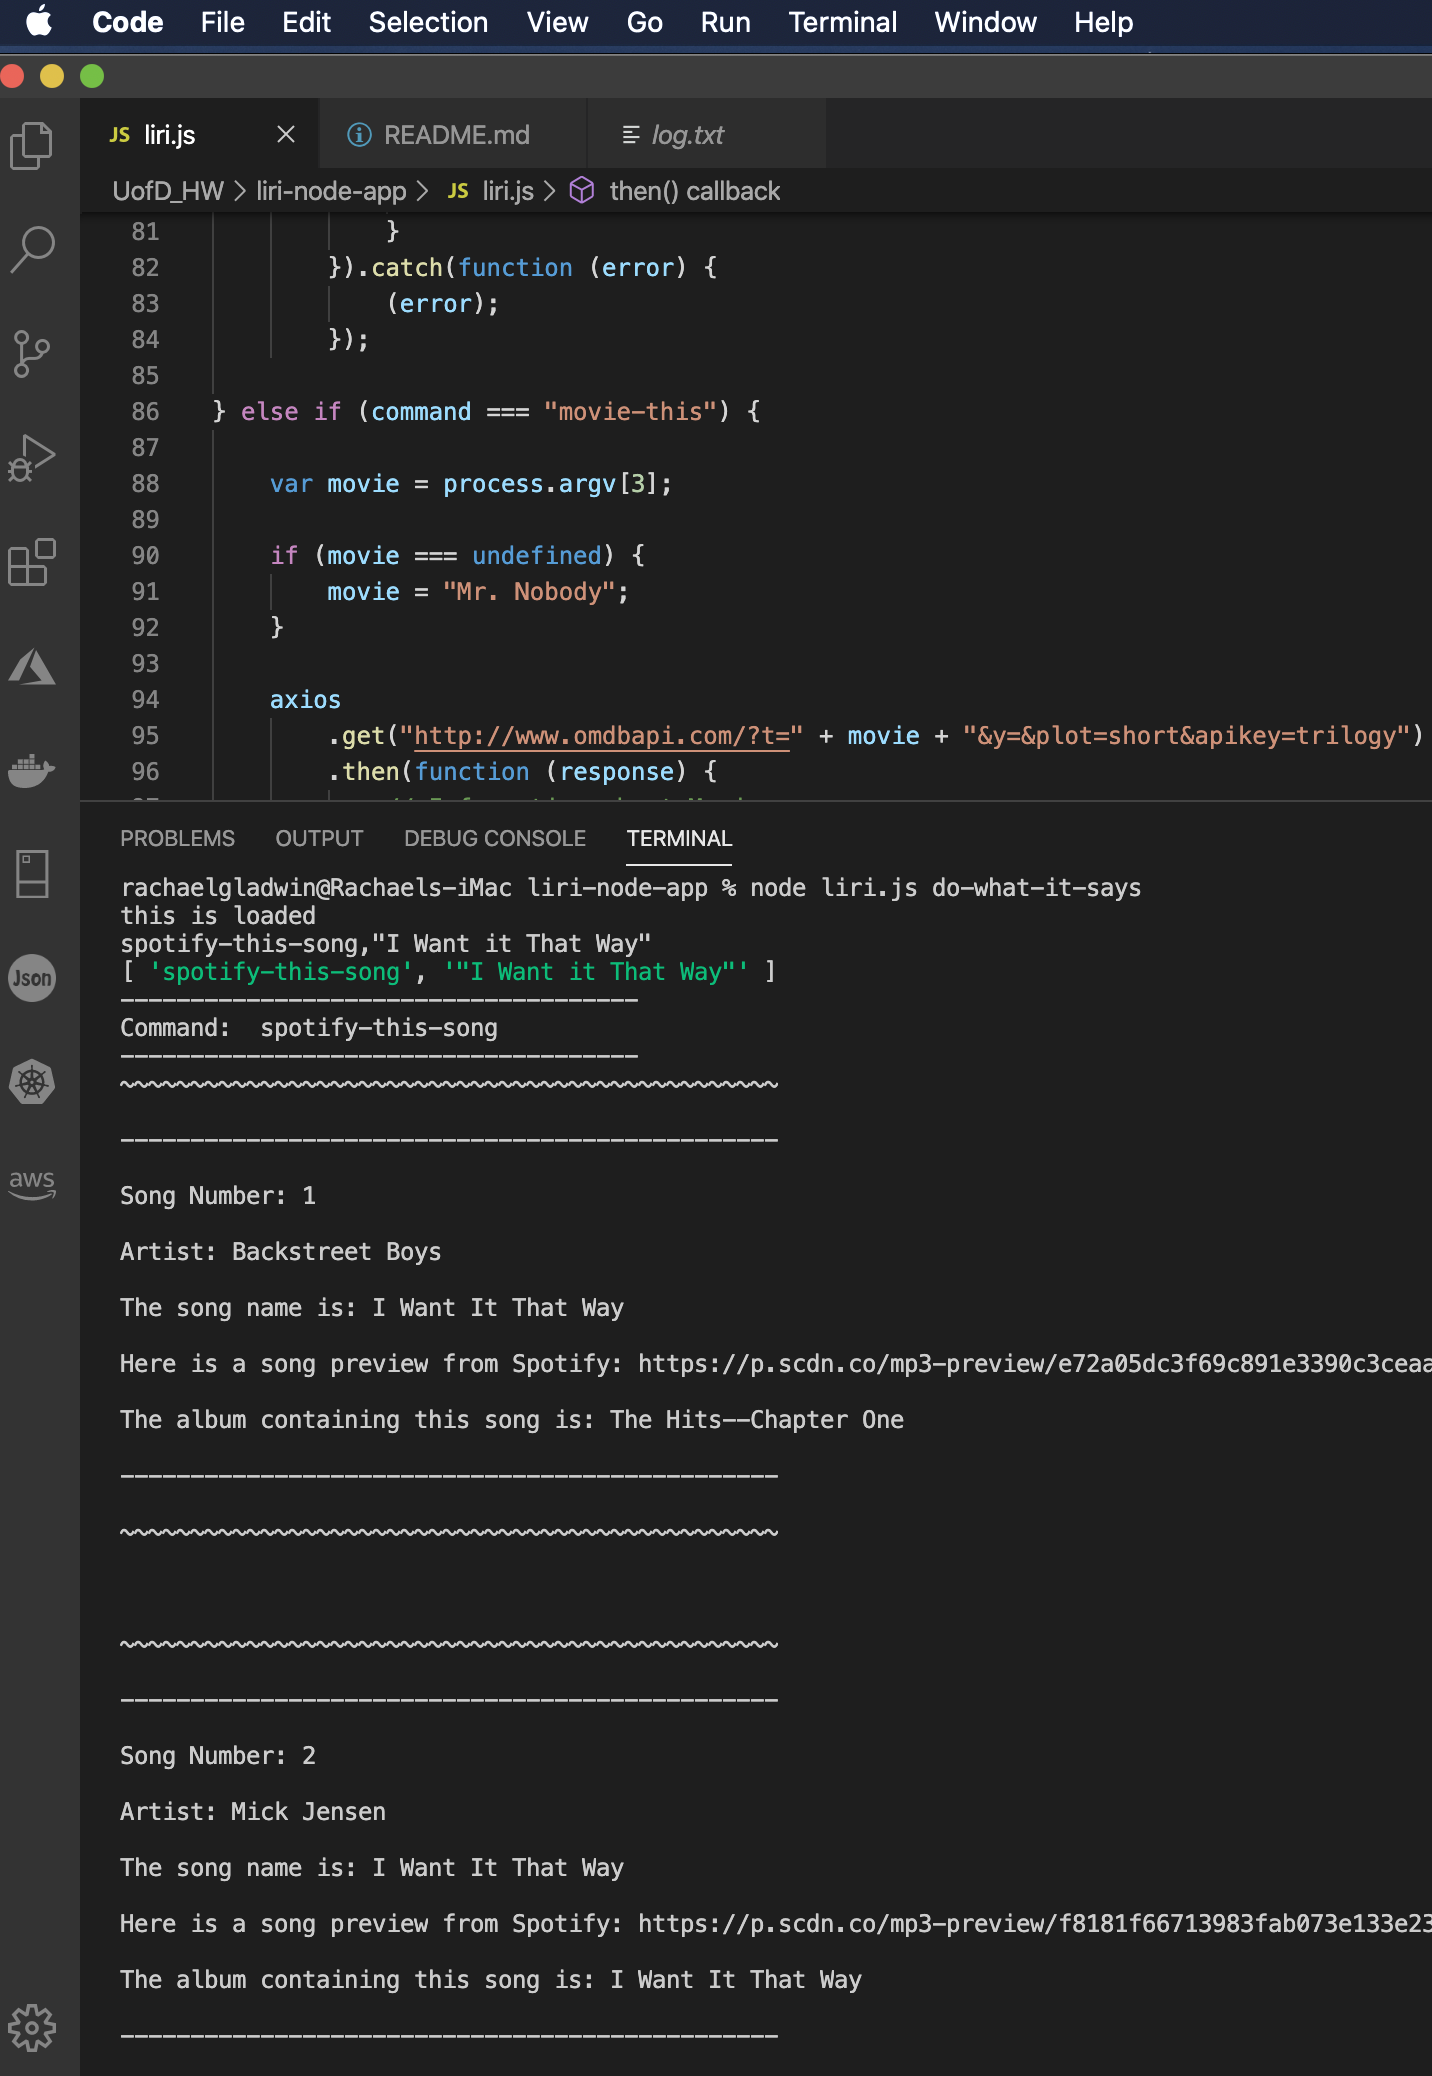 Code File Edit Selection View Go Run Terminal Window Help
JS liri.js README.md log.txt
UofD_HW > liri-node-app > JS liri.js > then() callback
81 }
82 }).catch(function (error) {
83 (error);
84 });
85
86 } else if (command === "movie-this") {
87
88 var movie = process.argv[3];
89
90 if (movie === undefined) {
91 movie = "Mr. Nobody";
92 }
93
94 axios
95 .get("http://www.omdbapi.com/?t=" + movie + "&y=&plot=short&apikey=trilogy")
96 .then(function (response) {
PROBLEMS OUTPUT DEBUG CONSOLE TERMINAL
rachaelgladwin@Rachaels-iMac liri-node-app % node liri.js do-what-it-says
this is loaded
spotify-this-song,"I Want it That Way"
[ 'spotify-this-song', '"I Want it That Way"' ]
-------------------------------------
Command:  spotify-this-song
-------------------------------------
~~~~~~~~~~~~~~~~~~~~~~~~~~~~~~~~~~~~~~~~~~~~~~~
-----------------------------------------------
Song Number: 1
Artist: Backstreet Boys
The song name is: I Want It That Way
Here is a song preview from Spotify: https://p.scdn.co/mp3-preview/e72a05dc3f69c891e3390c3ceaa
The album containing this song is: The Hits--Chapter One
-----------------------------------------------
~~~~~~~~~~~~~~~~~~~~~~~~~~~~~~~~~~~~~~~~~~~~~~~
~~~~~~~~~~~~~~~~~~~~~~~~~~~~~~~~~~~~~~~~~~~~~~~
-----------------------------------------------
Song Number: 2
Artist: Mick Jensen
The song name is: I Want It That Way
Here is a song preview from Spotify: https://p.scdn.co/mp3-preview/f8181f66713983fab073e133e23
The album containing this song is: I Want It That Way
-----------------------------------------------
Json
aws